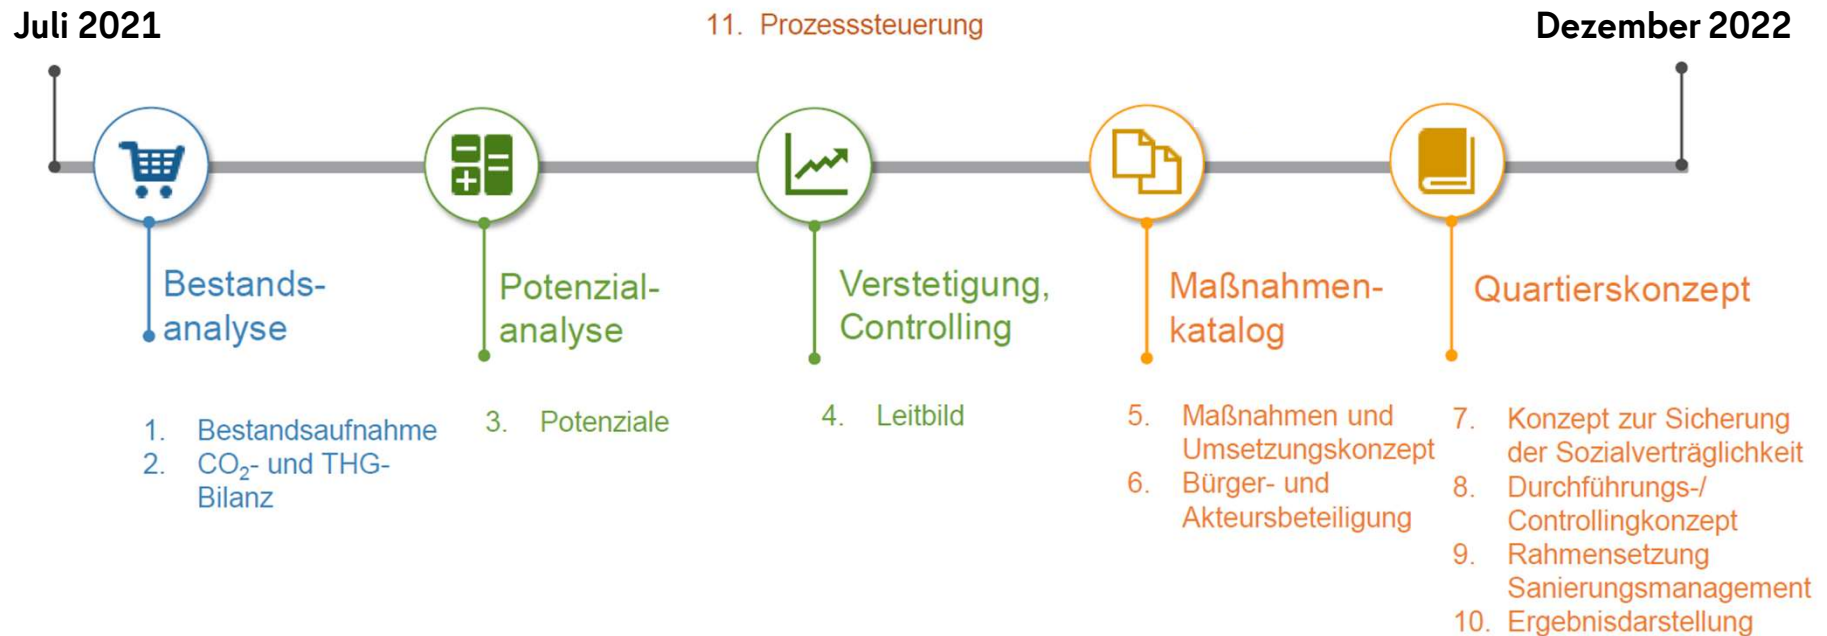 Juli 2021
11. Prozesssteuerung
Dezember 2022
Bestands-
analyse
1. Bestandsaufnahme
2. CO₂- und THG-
Bilanz
Potenzial-
analyse
3. Potenziale
Verstetigung,
Controlling
4. Leitbild
Maßnahmen-
katalog
5. Maßnahmen und
Umsetzungskonzept
6. Bürger- und
Akteursbeteiligung
Quartierskonzept
7. Konzept zur Sicherung
der Sozialverträglichkeit
8. Durchführungs-/
Controllingkonzept
9. Rahmensetzung
Sanierungsmanagement
10. Ergebnisdarstellung